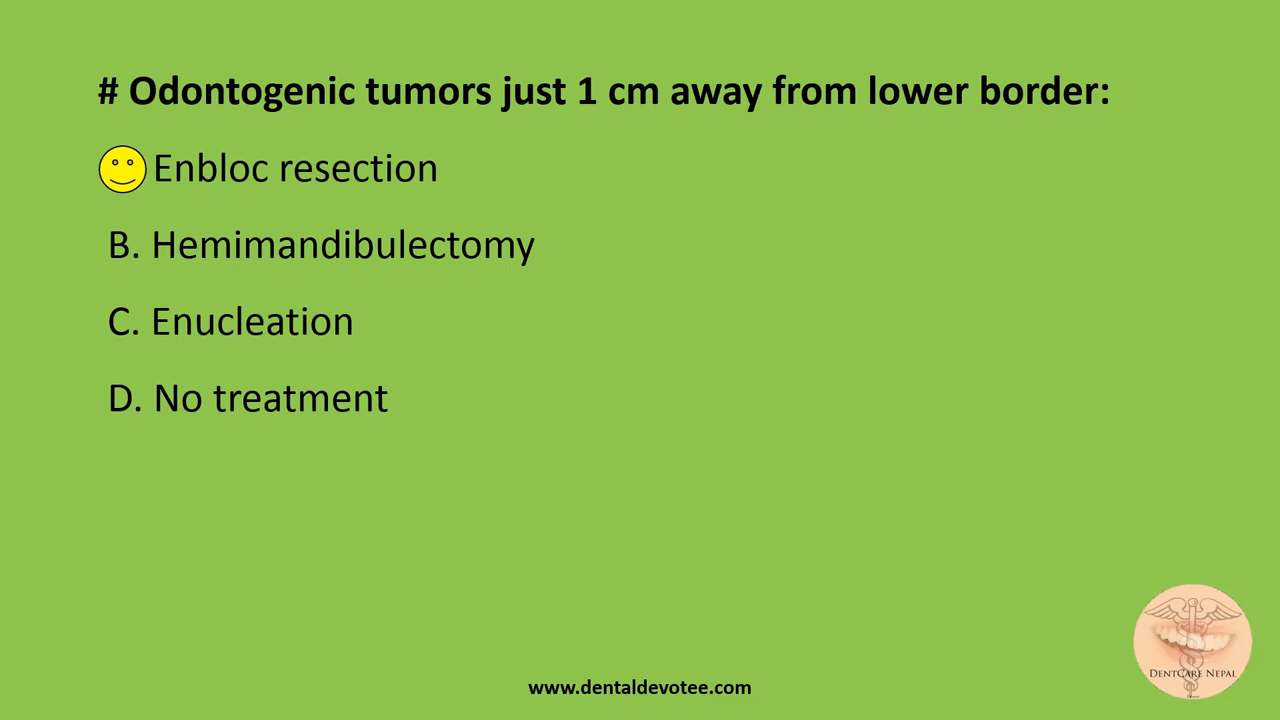 # Odontogenic tumors just 1 cm away from lower border:
Enbloc resection
B. Hemimandibulectomy
C. Enucleation
D. No treatment
DENTCARE NEPAL
www.dentaldevotee.com